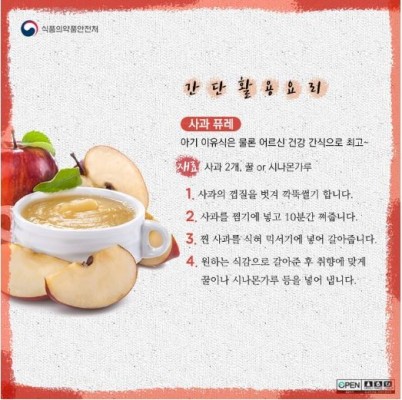 식품의약품안전처
간단활용요리
사과 퓨레
아기 이유식은 물론 어르신 건강 간식으로 최고~
재료 사과 2개, 꿀 or 시나몬가루
1. 사과의 껍질을 벗겨 깍둑썰기 합니다.
2. 사과를 찜기에 넣고 10분간 쪄줍니다.
3. 찐 사과를 식혀 믹서기에 넣어 갈아줍니다.
4. 원하는 식감으로 갈아준 후 취향에 맞게
꿀이나 시나몬가루 등을 넣어 냅니다.
OPEN